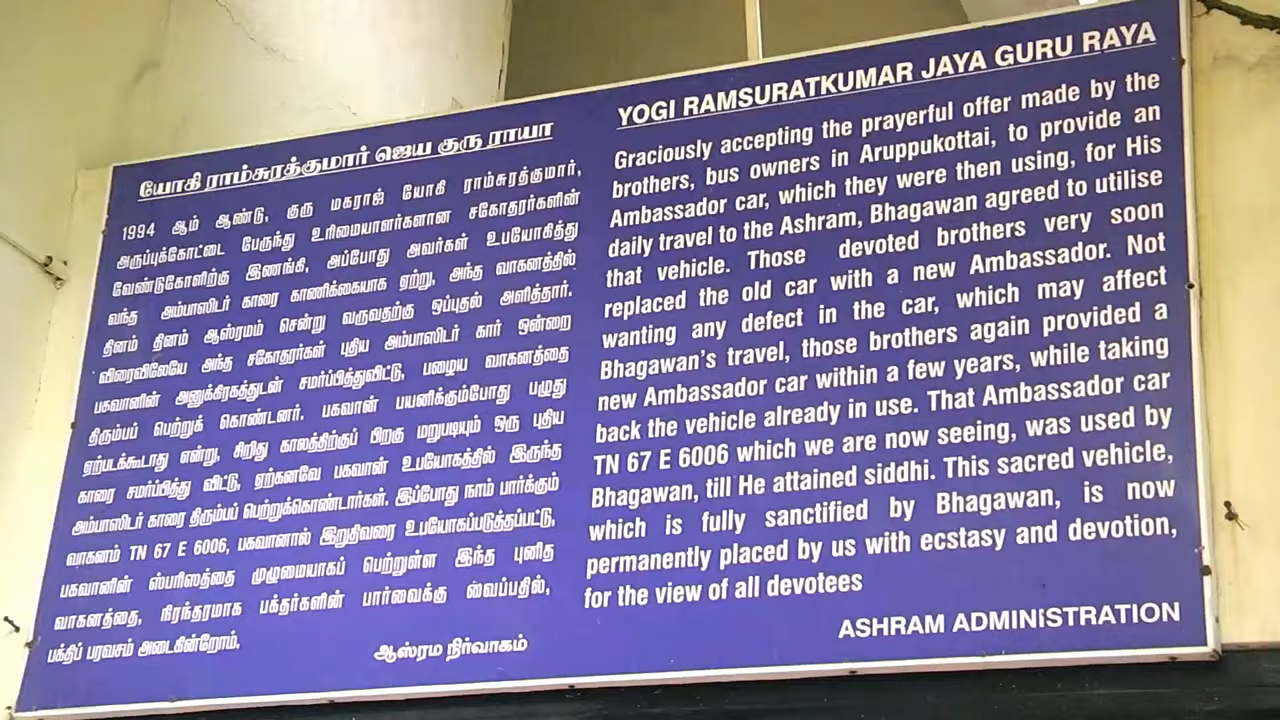 யோகி ராம்சுரத்குமார் ஜெய குரு ராயா
1994 ஆம் ஆண்டு, குரு மகராஜ் யோகி ராம்சுரத்குமார்,
அருப்புக்கோட்டை பேருந்து உரிமையாளர்களான சகோதரர்களின்
வேண்டுகோளிற்கு இணங்கி, அப்போது அவர்கள் உபயோகித்து
வந்த அம்பாஸிடர் காரை காணிக்கையாக ஏற்று, அந்த வாகனத்தில்
தினம் தினம் ஆஸ்ரமம் சென்று வருவதற்கு ஒப்புதல் அளித்தார்.
விரைவிலேயே அந்த சகோதரர்கள் புதிய அம்பாஸிடர் கார் ஒன்றை
பகவானின் அனுக்கிரகத்துடன் சமர்ப்பித்துவிட்டு, பழைய வாகனத்தை
திரும்பப் பெற்றுக் கொண்டனர். பகவான் பயணிக்கும்போது பழுது
ஏற்படக்கூடாது என்று, சிறிது காலத்திற்குப் பிறகு மறுபடியும் ஒரு புதிய
காரை சமர்ப்பித்து விட்டு, ஏற்கனவே பகவான் உபயோகத்தில் இருந்த
அம்பாஸிடர் காரை திரும்பப் பெற்றுக்கொண்டார்கள். இப்போது நாம் பார்க்கும்
வாகனம் TN 67 E 6006, பகவானால் இறுதிவரை உபயோகப்படுத்தப்பட்டு,
பகவானின் ஸ்பரிஸத்தை முழுமையாகப் பெற்றுள்ள இந்த புனித
வாகனத்தை, நிரந்தரமாக பக்தர்களின் பார்வைக்கு வைப்பதில்,
பக்திப் பரவசம் அடைகின்றோம்.
ஆஸ்ரம நிர்வாகம்
YOGI RAMSURATKUMAR JAYA GURU RAYA
Graciously accepting the prayerful offer made by the
brothers, bus owners in Aruppukottai, to provide an
Ambassador car, which they were then using, for His
daily travel to the Ashram, Bhagawan agreed to utilise
that vehicle. Those devoted brothers very soon
replaced the old car with a new Ambassador. Not
wanting any defect in the car, which may affect
Bhagawan's travel, those brothers again provided a
new Ambassador car within a few years, while taking
back the vehicle already in use. That Ambassador car
TN 67 E 6006 which we are now seeing, was used by
Bhagawan, till He attained siddhi. This sacred vehicle,
which is fully sanctified by Bhagawan, is now
permanently placed by us with ecstasy and devotion,
for the view of all devotees
ASHRAM ADMINISTRATION